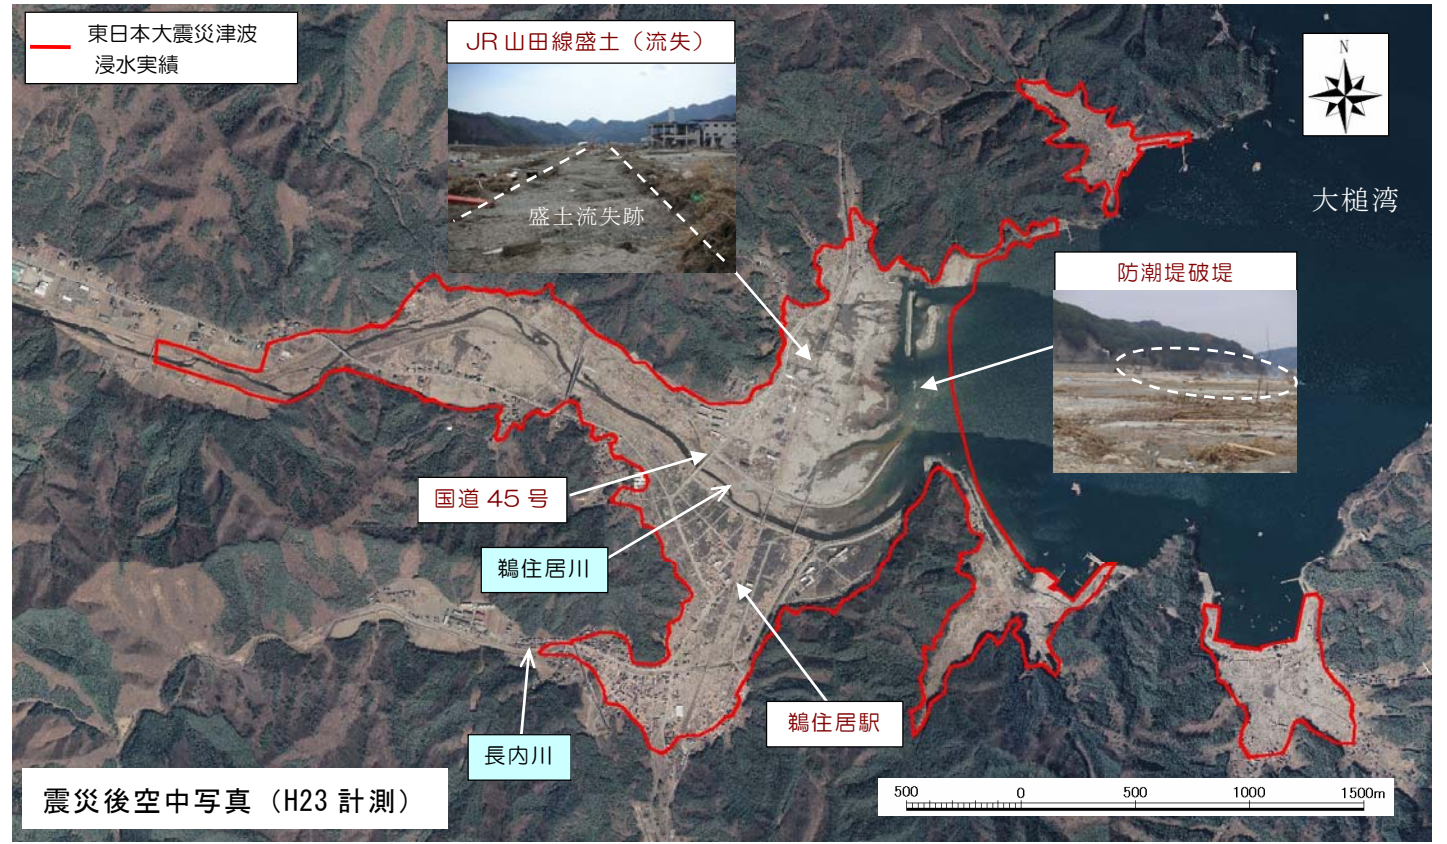 東日本大震災津波
浸水実績
JR山田線盛土（流失）
盛土流失跡
N
大槌湾
防潮堤破堤
国道45号
鵜住居川
鵜住居駅
長内川
震災後空中写真（H23計測）
500 0 500 1000 1500m